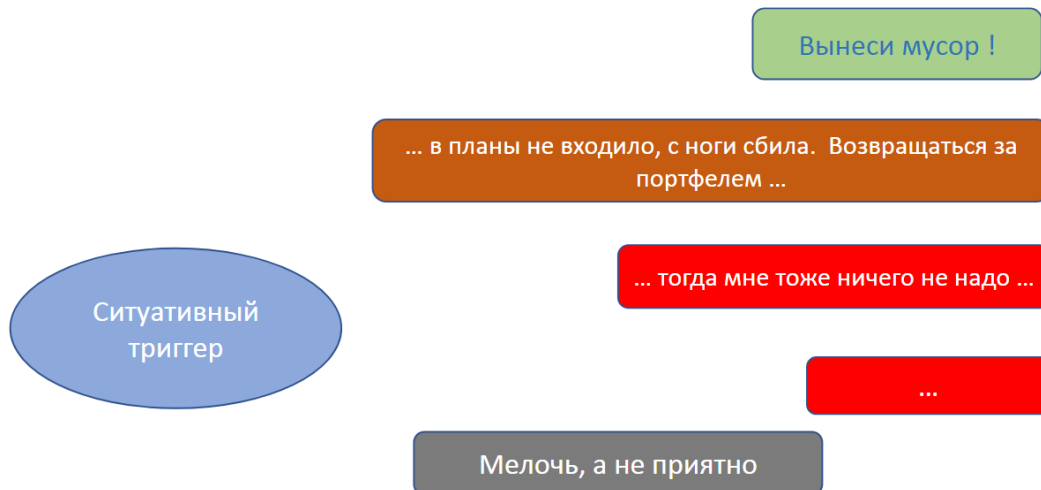 Вынеси мусор !
... в планы не входило, с ноги сбила. Возвращаться за
портфелем ...
... тогда мне тоже ничего не надо ...
Ситуативный
триггер
...
Мелочь, а не приятно